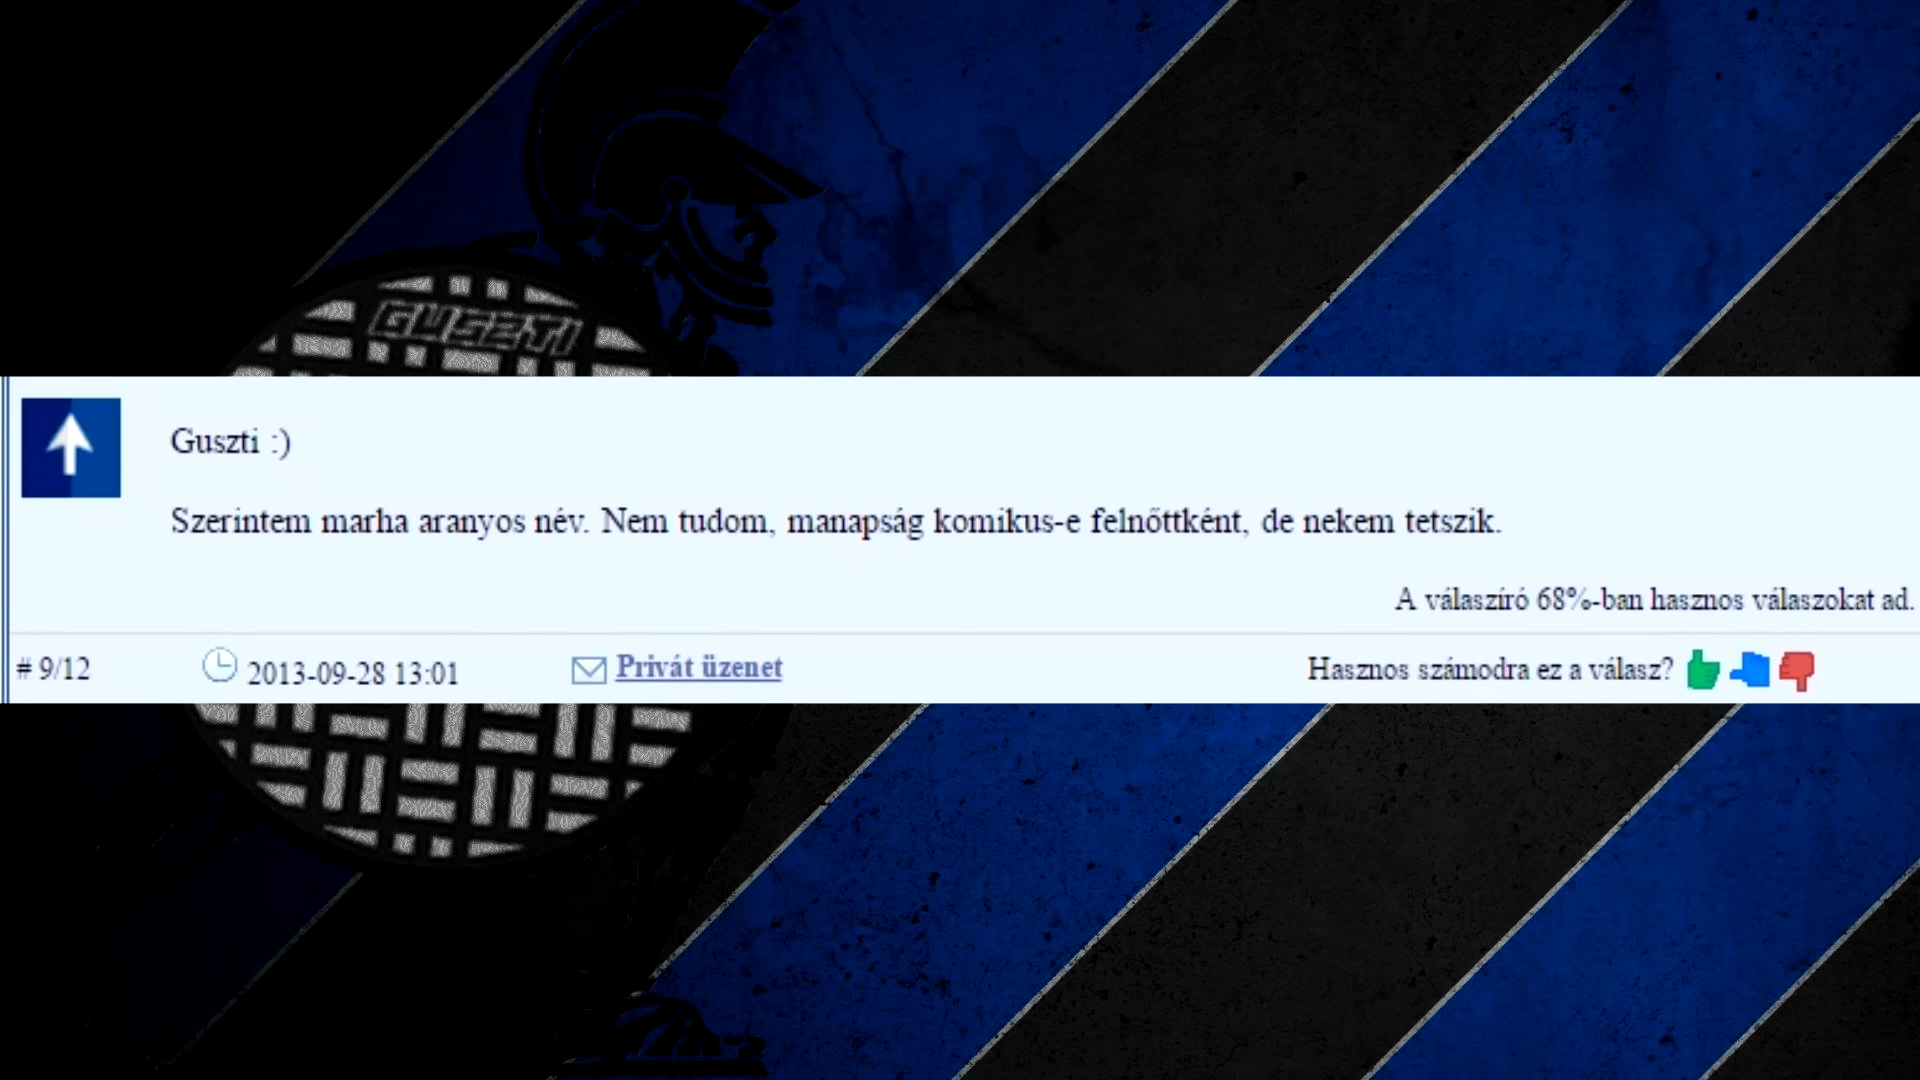 GUSZTI
Guszti :)
Szerintem marha aranyos név. Nem tudom, manapság komikus-e felnőttként, de nekem tetszik.
A válaszíró 68%-ban hasznos válaszokat ad.
# 9/12 2013-09-28 13:01 Privát üzenet Hasznos számodra ez a válasz?